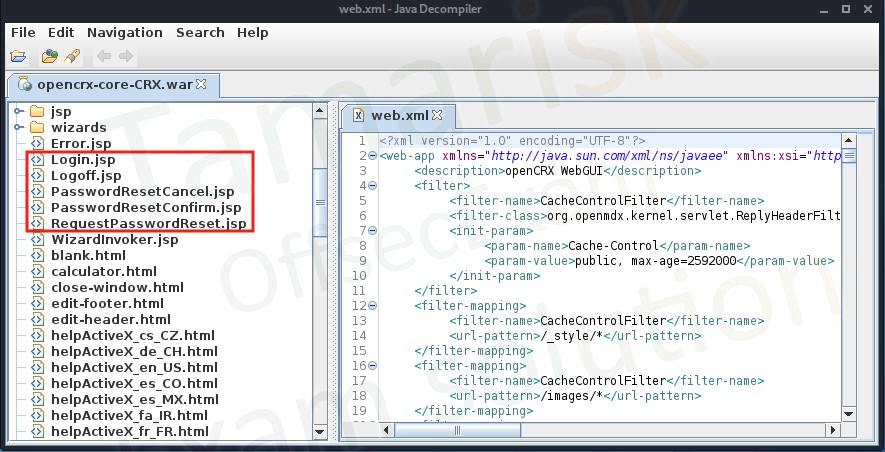 web.xml - Java Decompiler
File Edit Navigation Search Help
opencrx-core-CRX.war
jsp
wizards
Error.jsp
Login.jsp
Logoff.jsp
PasswordResetCancel.jsp
PasswordResetConfirm.jsp
RequestPasswordReset.jsp
WizardInvoker.jsp
blank.html
calculator.html
close-window.html
edit-footer.html
edit-header.html
helpActiveX_cs_CZ.html
helpActiveX_de_CH.html
helpActiveX_en_US.html
helpActiveX_es_CO.html
helpActiveX_es_MX.html
helpActiveX_fa_IR.html
helpActiveX_fr_FR.html
web.xml
1 <?xml version="1.0" encoding="UTF-8"?>
2 <web-app xmlns="http://java.sun.com/xml/ns/javaee" xmlns:xsi="http
3 <description>openCRX WebGUI</description>
4 <filter>
5 <filter-name>CacheControlFilter</filter-name>
6 <filter-class>org.openmdx.kernel.servlet.ReplyHeaderFilt
7 <init-param>
8 <param-name>Cache-Control</param-name>
9 <param-value>public, max-age=2592000</param-value>
10 </init-param>
11 </filter>
12 <filter-mapping>
13 <filter-name>CacheControlFilter</filter-name>
14 <url-pattern>/_style/*</url-pattern>
15 </filter-mapping>
16 <filter-mapping>
17 <filter-name>CacheControlFilter</filter-name>
18 <url-pattern>/images/*</url-pattern>
19 </filter-mapping>
Tamarisk
OffsecExam
exam solution